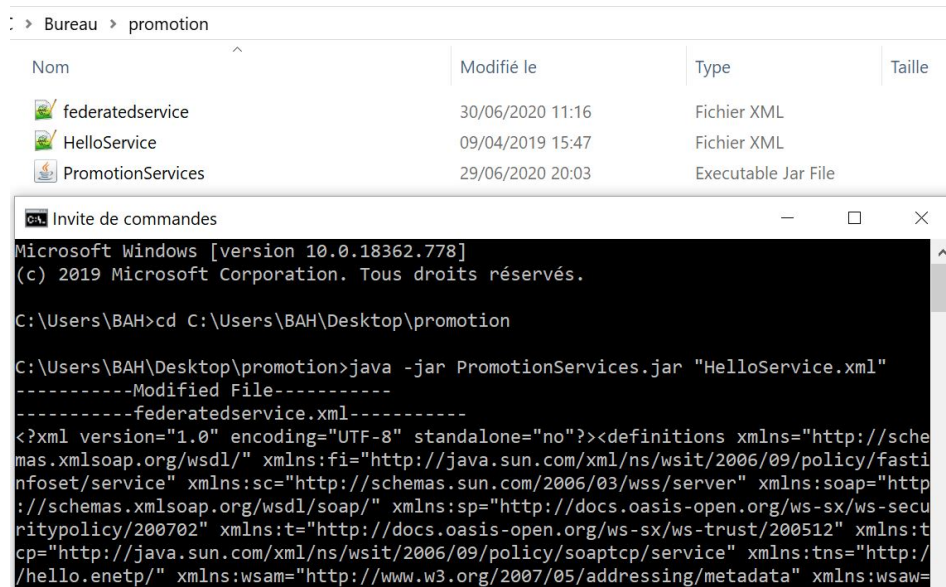 > Bureau > promotion
Nom Modifié le Type Taille
federatedservice 30/06/2020 11:16 Fichier XML
HelloService 09/04/2019 15:47 Fichier XML
PromotionServices 29/06/2020 20:03 Executable Jar File
Invite de commandes
Microsoft Windows [version 10.0.18362.778]
(c) 2019 Microsoft Corporation. Tous droits réservés.
C:\Users\BAH>cd C:\Users\BAH\Desktop\promotion
C:\Users\BAH\Desktop\promotion>java -jar PromotionServices.jar "HelloService.xml"
-----------Modified File-----------
-----------federatedservice.xml-----------
<?xml version="1.0" encoding="UTF-8" standalone="no"?><definitions xmlns="http://sche
mas.xmlsoap.org/wsdl/" xmlns:fi="http://java.sun.com/xml/ns/wsit/2006/09/policy/fasti
nfoset/service" xmlns:sc="http://schemas.sun.com/2006/03/wss/server" xmlns:soap="http
://schemas.xmlsoap.org/wsdl/soap/" xmlns:sp="http://docs.oasis-open.org/ws-sx/ws-secu
ritypolicy/200702" xmlns:t="http://docs.oasis-open.org/ws-sx/ws-trust/200512" xmlns:t
cp="http://java.sun.com/xml/ns/wsit/2006/09/policy/soaptcp/service" xmlns:tns="http:/
/hello.enetp/" xmlns:wsam="http://www.w3.org/2007/05/addressing/metadata" xmlns:wsaw=